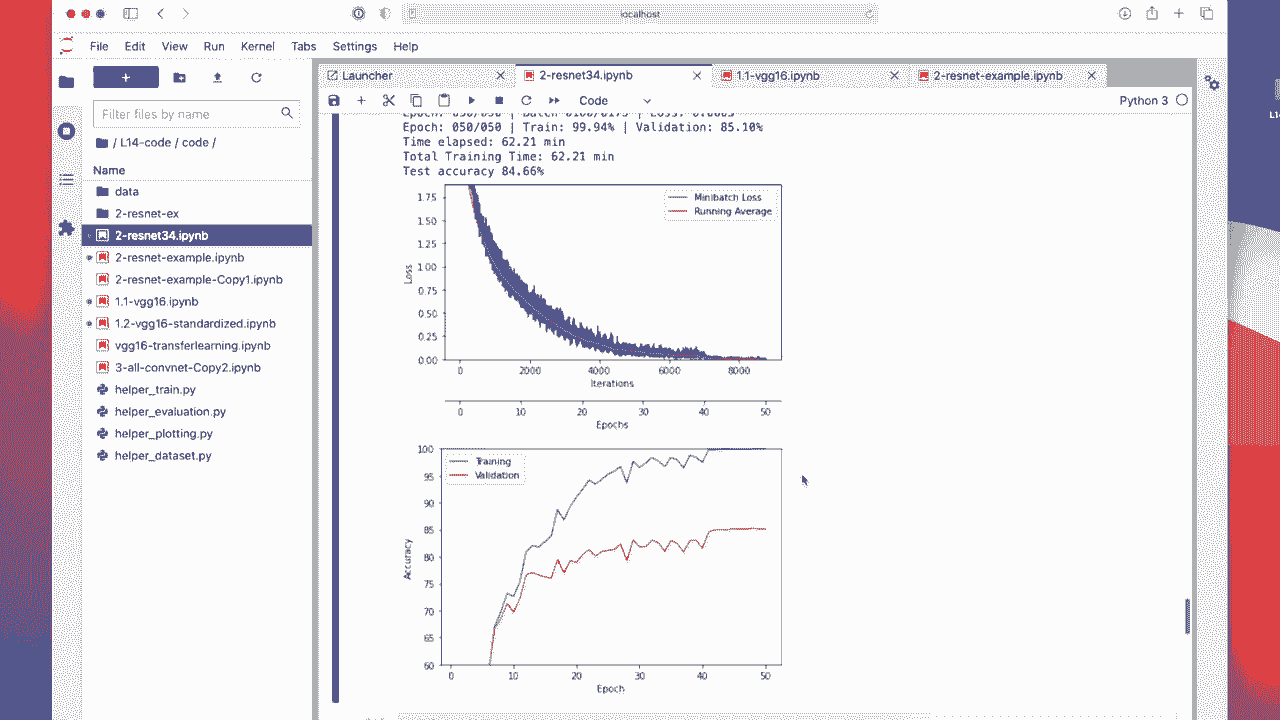 localhost
File Edit View Run Kernel Tabs Settings Help
+
Filter files by name
/ L14-code / code /
Name
data
2-resnet-ex
2-resnet34.ipynb
2-resnet-example.ipynb
2-resnet-example-Copy1.ipynb
1.1-vgg16.ipynb
1.2-vgg16-standardized.ipynb
vgg16-transferlearning.ipynb
3-all-convnet-Copy2.ipynb
helper_train.py
helper_evaluation.py
helper_plotting.py
helper_dataset.py
Launcher 2-resnet34.ipynb 1.1-vgg16.ipynb 2-resnet-example.ipynb
Code Python 3
Epoch: 050/050 | Train: 99.94% | Validation: 85.10%
Time elapsed: 62.21 min
Total Training Time: 62.21 min
Test accuracy 84.66%
Minibatch Loss
Running Average
1.75
1.50
1.25
1.00
0.75
0.50
0.25
0.00
Loss
0 2000 4000 6000 8000
Iterations
0 10 20 30 40 50
Epochs
Training
Validation
100
95
90
85
80
75
70
65
60
Accuracy
0 10 20 30 40 50
Epoch
L14